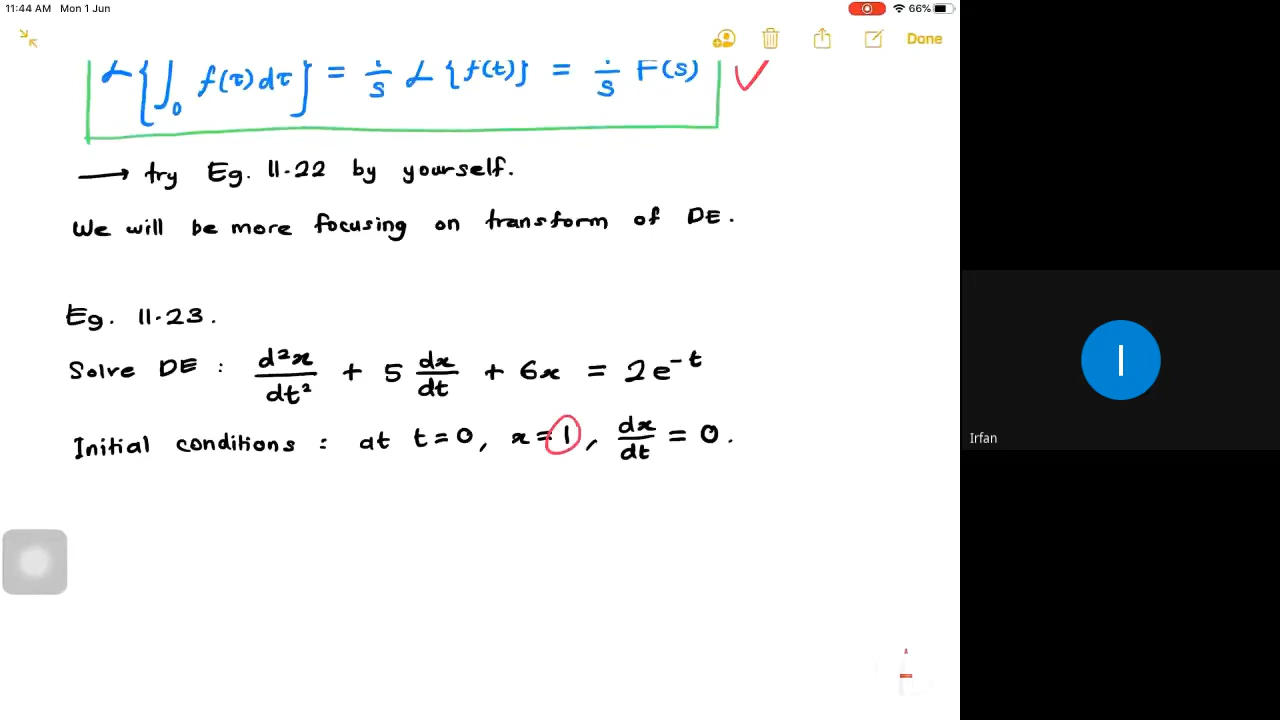 11:44 AM Mon 1 Jun
66%
Done
ℒ{∫₀ f(τ)dτ} = 1/s ℒ{f(t)} = 1/s F(s) ✓
→ try Eg. 11-22 by yourself.
We will be more focusing on transform of DE.
Eg. 11-23.
Solve DE : d²x/dt² + 5 dx/dt + 6x = 2e^-t
Initial conditions : at t=0, x=1, dx/dt = 0.
I
Irfan